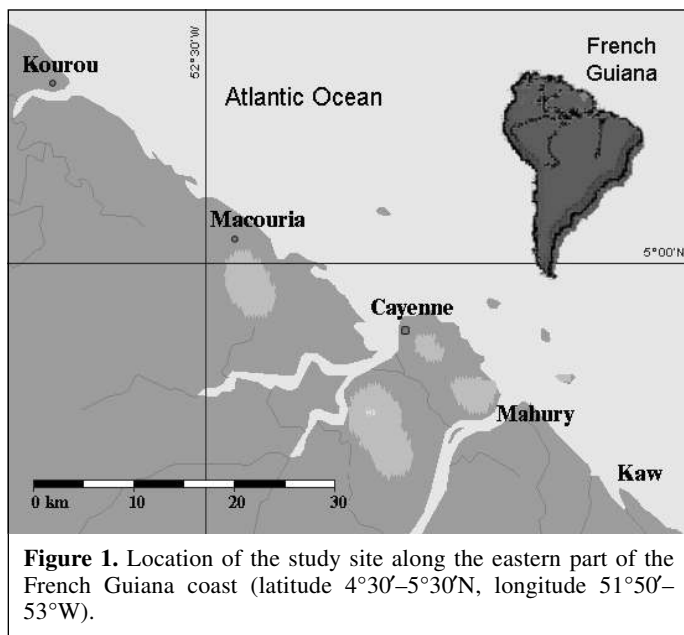 French
Guiana
52°30'W
Kourou
Atlantic Ocean
Macouria
5°00'N
Cayenne
Mahury
Kaw
0 km 10 20 30
Figure 1. Location of the study site along the eastern part of the
French Guiana coast (latitude 4°30′–5°30′N, longitude 51°50′–
53°W).